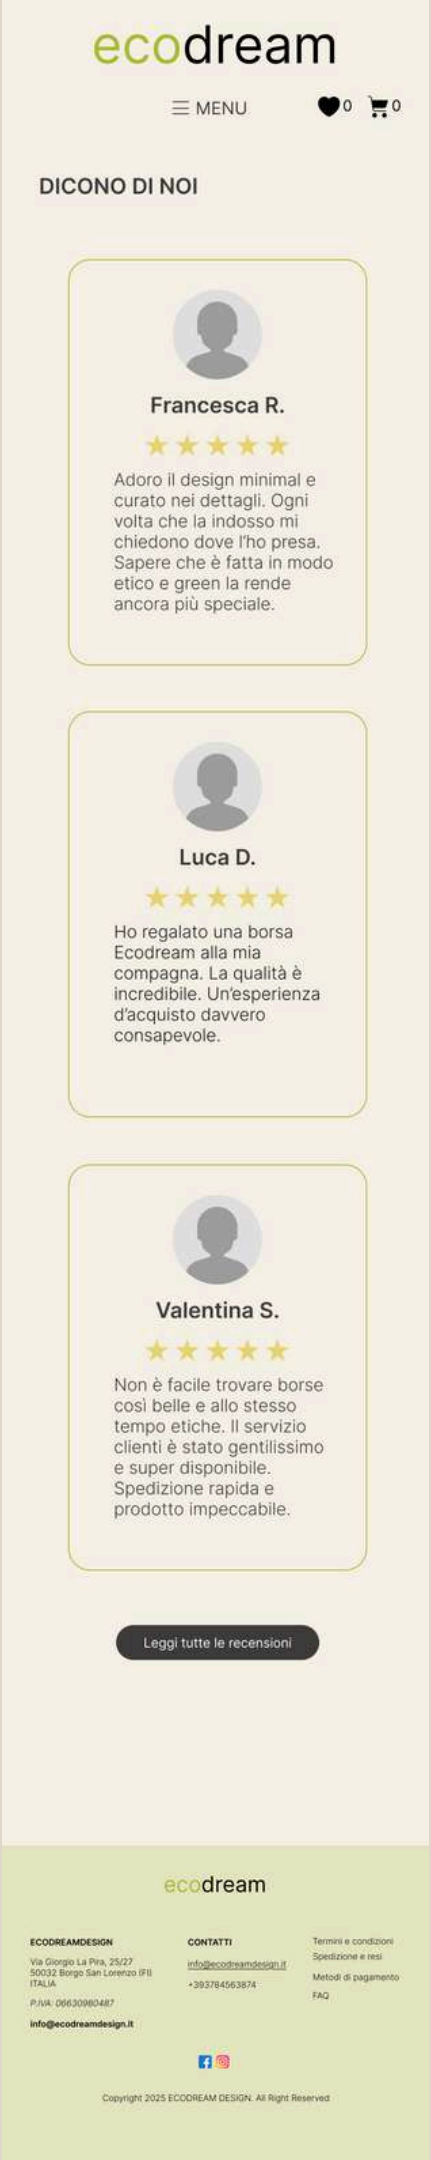 ecodream
MENU
0
0
DICONO DI NOI
Francesca R.
Adoro il design minimal e
curato nei dettagli. Ogni
volta che la indosso mi
chiedono dove l'ho presa.
Sapere che è fatta in modo
etico e green la rende
ancora più speciale.
Luca D.
Ho regalato una borsa
Ecodream alla mia
compagna. La qualità è
incredibile. Un'esperienza
d'acquisto davvero
consapevole.
Valentina S.
Non è facile trovare borse
così belle e allo stesso
tempo etiche. Il servizio
clienti è stato gentilissimo
e super disponibile.
Spedizione rapida e
prodotto impeccabile.
Leggi tutte le recensioni
ecodream
ECODREAMDESIGN
Via Giorgio La Pira, 25/27
50032 Borgo San Lorenzo (FI)
ITALIA
P.IVA: 06630980487
info@ecodreamdesign.it
CONTATTI
info@ecodreamdesign.it
+393784563874
Termini e condizioni
Spedizione e resi
Metodi di pagamento
FAQ
Copyright 2025 ECODREAM DESIGN. All Right Reserved